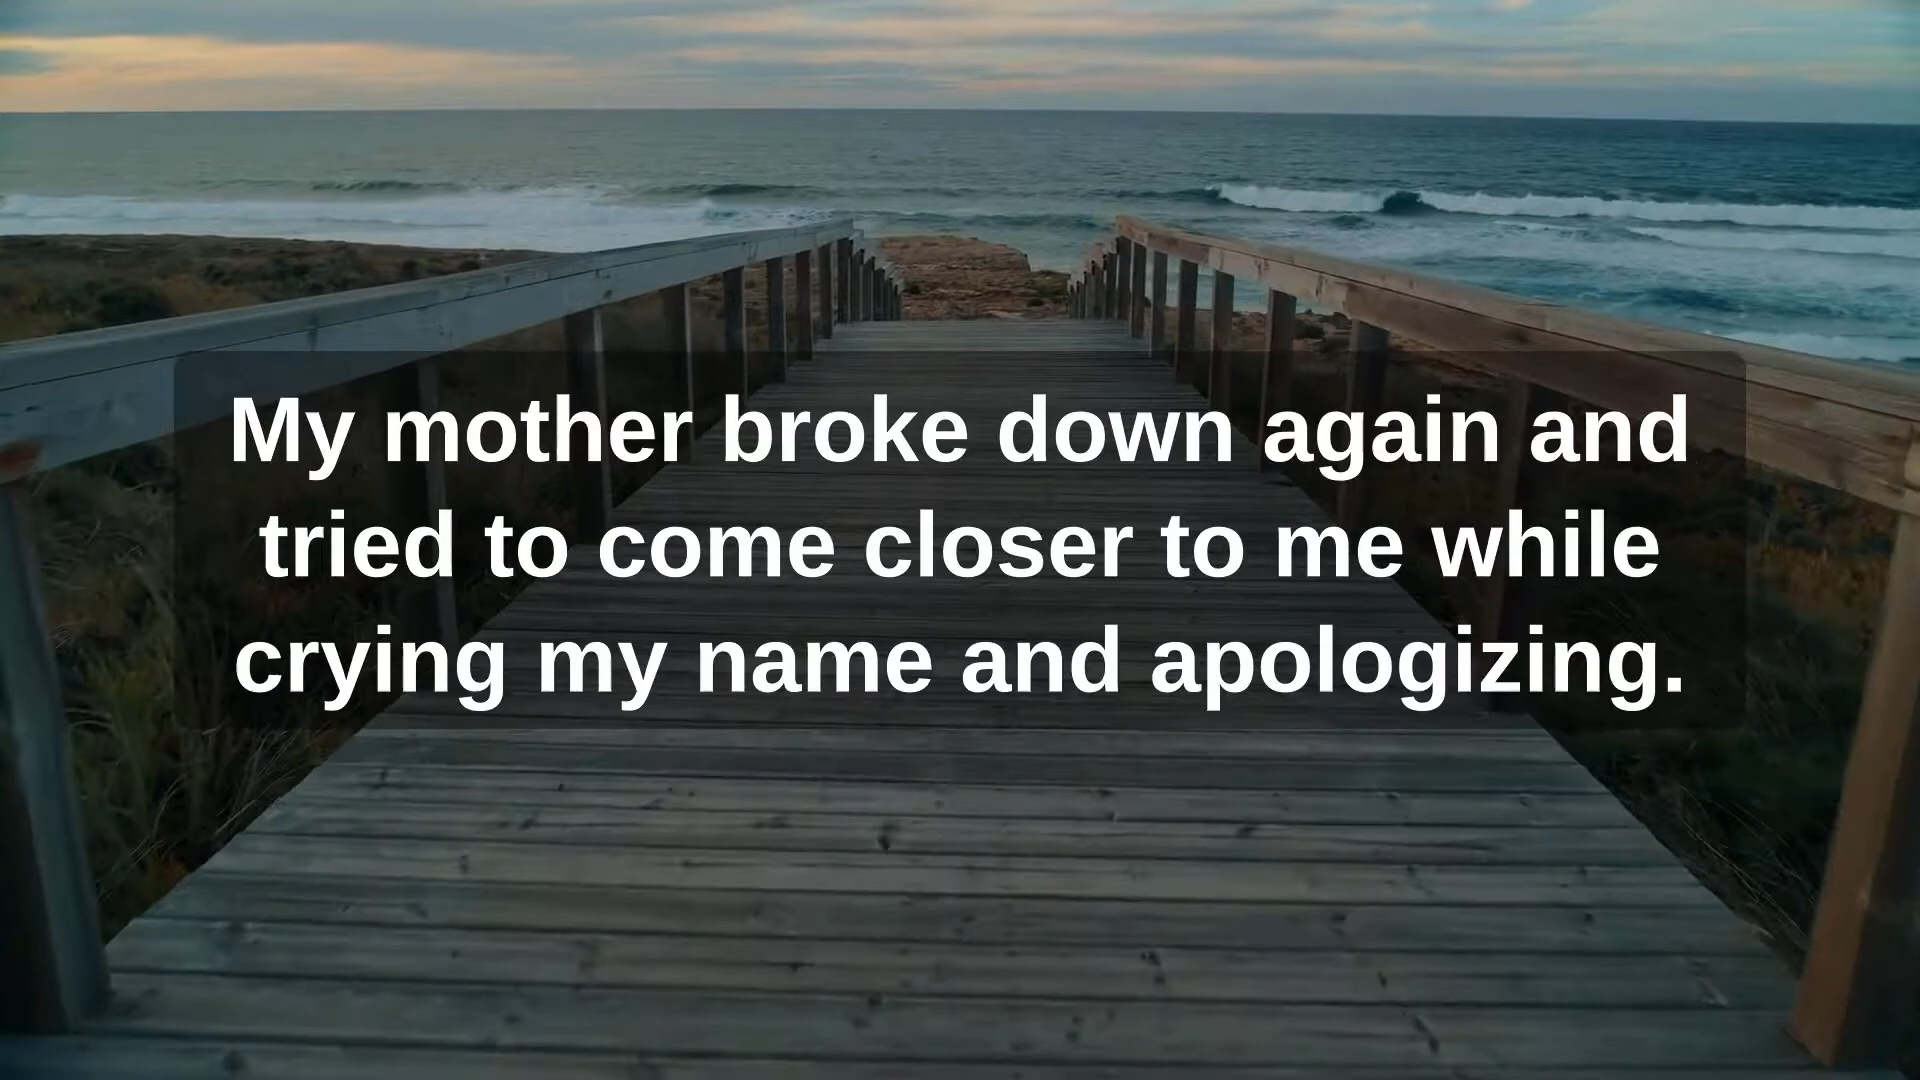 My mother broke down again and
tried to come closer to me while
crying my name and apologizing.